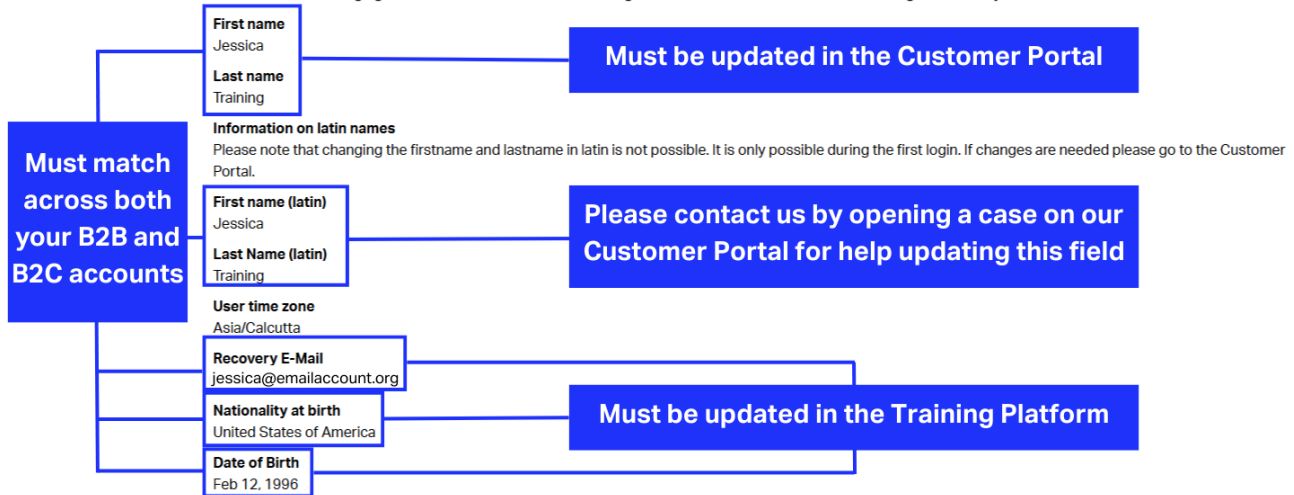 First name
Jessica
Must be updated in the Customer Portal
Last name
Training
Information on latin names
Please note that changing the firstname and lastname in latin is not possible. It is only possible during the first login. If changes are needed please go to the Customer
Portal.
Must match
across both
your B2B and
B2C accounts
First name (latin)
Jessica
Last Name (latin)
Training
Please contact us by opening a case on our
Customer Portal for help updating this field
User time zone
Asia/Calcutta
Recovery E-Mail
jessica@emailaccount.org
Nationality at birth
United States of America
Must be updated in the Training Platform
Date of Birth
Feb 12, 1996